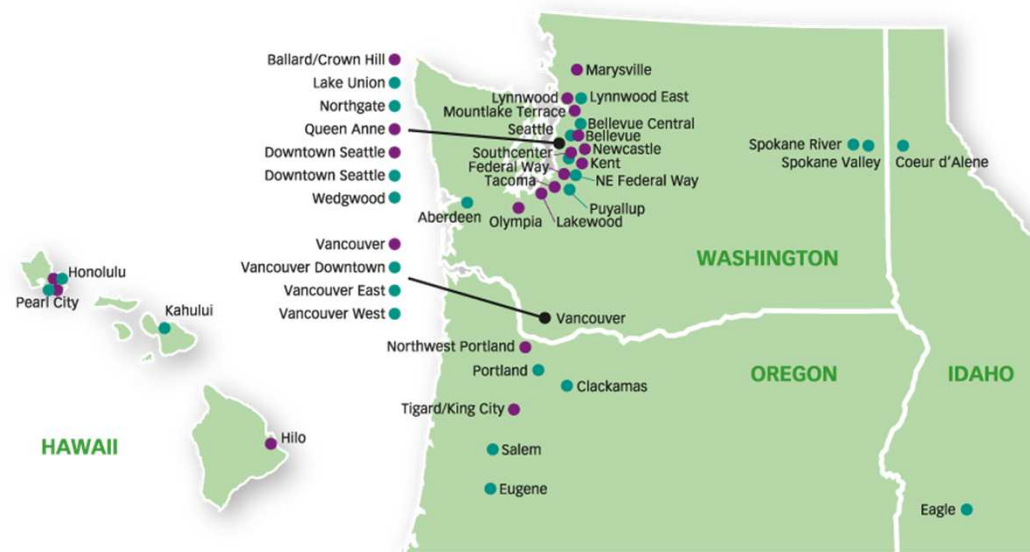 Ballard/Crown Hill
Lake Union
Northgate
Queen Anne
Downtown Seattle
Downtown Seattle
Wedgwood
Marysville
Lynnwood
Lynnwood East
Mountlake Terrace
Bellevue Central
Seattle
Bellevue
Newcastle
Southcenter
Kent
Federal Way
NE Federal Way
Tacoma
Puyallup
Aberdeen
Olympia
Lakewood
Spokane River
Spokane Valley
Coeur d'Alene
WASHINGTON
Vancouver
Vancouver Downtown
Vancouver East
Vancouver West
Vancouver
Honolulu
Pearl City
Kahului
Hilo
HAWAII
Northwest Portland
Portland
Clackamas
Tigard/King City
Salem
Eugene
OREGON
IDAHO
Eagle